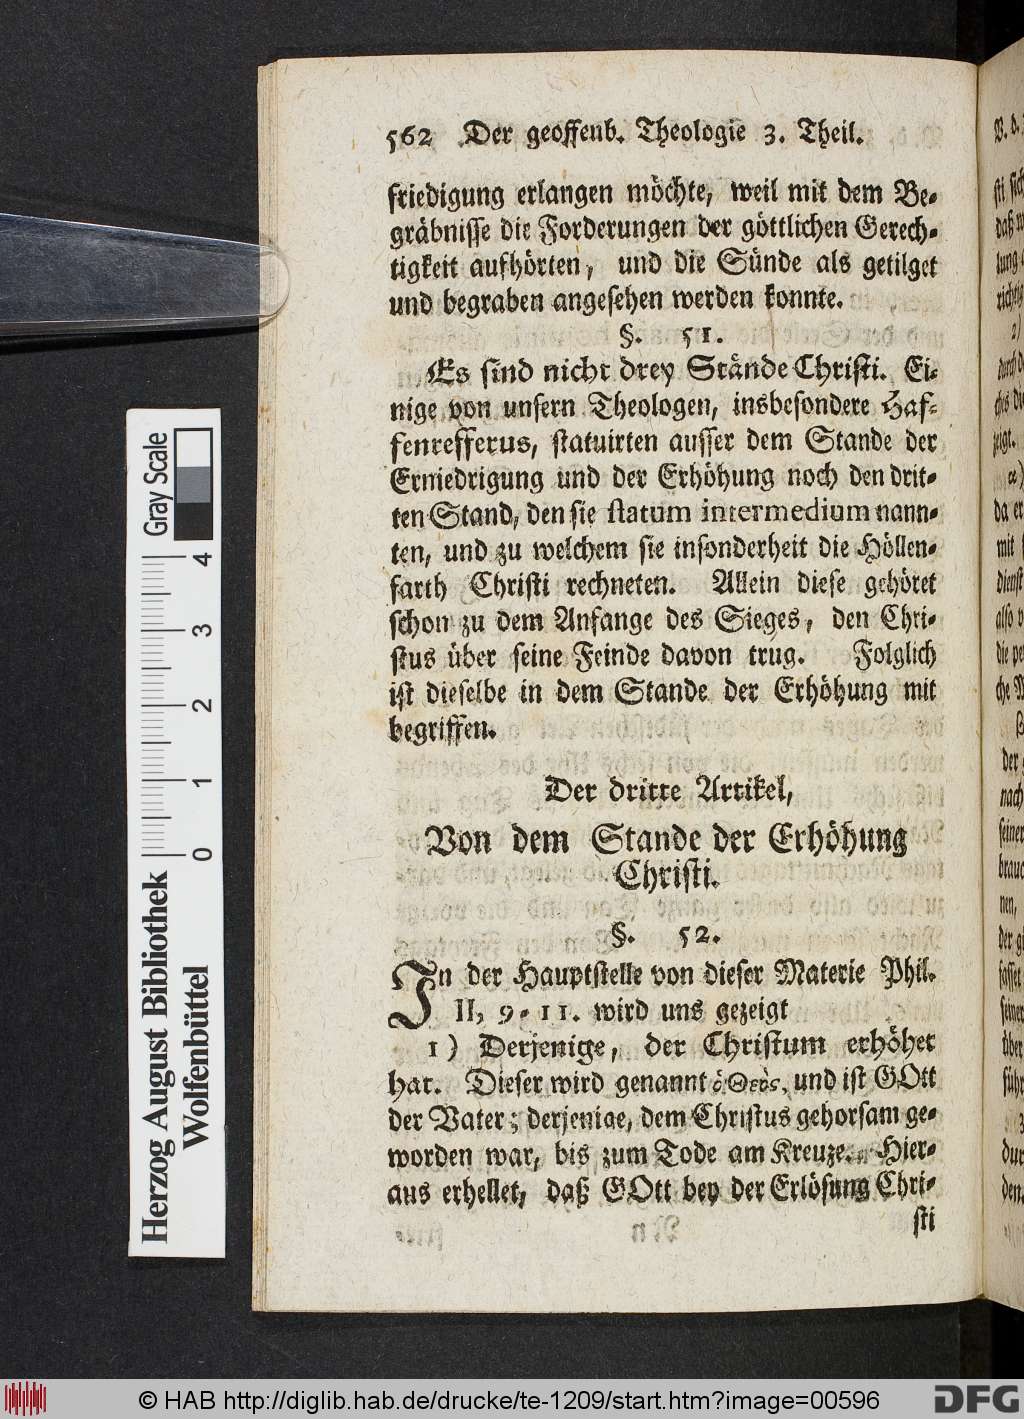 562 Der geoffenb. Theologie 3. Theil.
friedigung erlangen möchte, weil mit dem Be-
gräbnisse die Forderungen der göttlichen Gerech-
tigkeit aufhörten, und die Sünde als getilget
und begraben angesehen werden konnte.
§. 51.
Es sind nicht drey Stände Christi. Ei-
nige von unsern Theologen, insbesondere Haf-
fenrefferus, statuirten ausser dem Stande der
Erniedrigung und der Erhöhung noch den drit-
ten Stand, den sie statum intermedium nann-
ten, und zu welchem sie insonderheit die Höllen-
farth Christi rechneten. Allein diese gehöret
schon zu dem Anfange des Sieges, den Chri-
stus über seine Feinde davon trug. Folglich
ist dieselbe in dem Stande der Erhöhung mit
begriffen.
Der dritte Artikel,
Von dem Stande der Erhöhung
Christi.
§. 52.
In der Hauptstelle von dieser Materie Phil.
II, 9-11. wird uns gezeigt
1) Derjenige, der Christum erhöhet
hat. Dieser wird genannt ὁ Θεὸς, und ist GOtt
der Vater; derjenige, dem Christus gehorsam ge-
worden war, bis zum Tode am Kreuze. Hier-
aus erhellet, daß GOtt bey der Erlösung Chri-
sti
Gray Scale
4
3
2
1
0
Herzog August Bibliothek
Wolfenbüttel
© HAB http://diglib.hab.de/drucke/te-1209/start.htm?image=00596
DFG